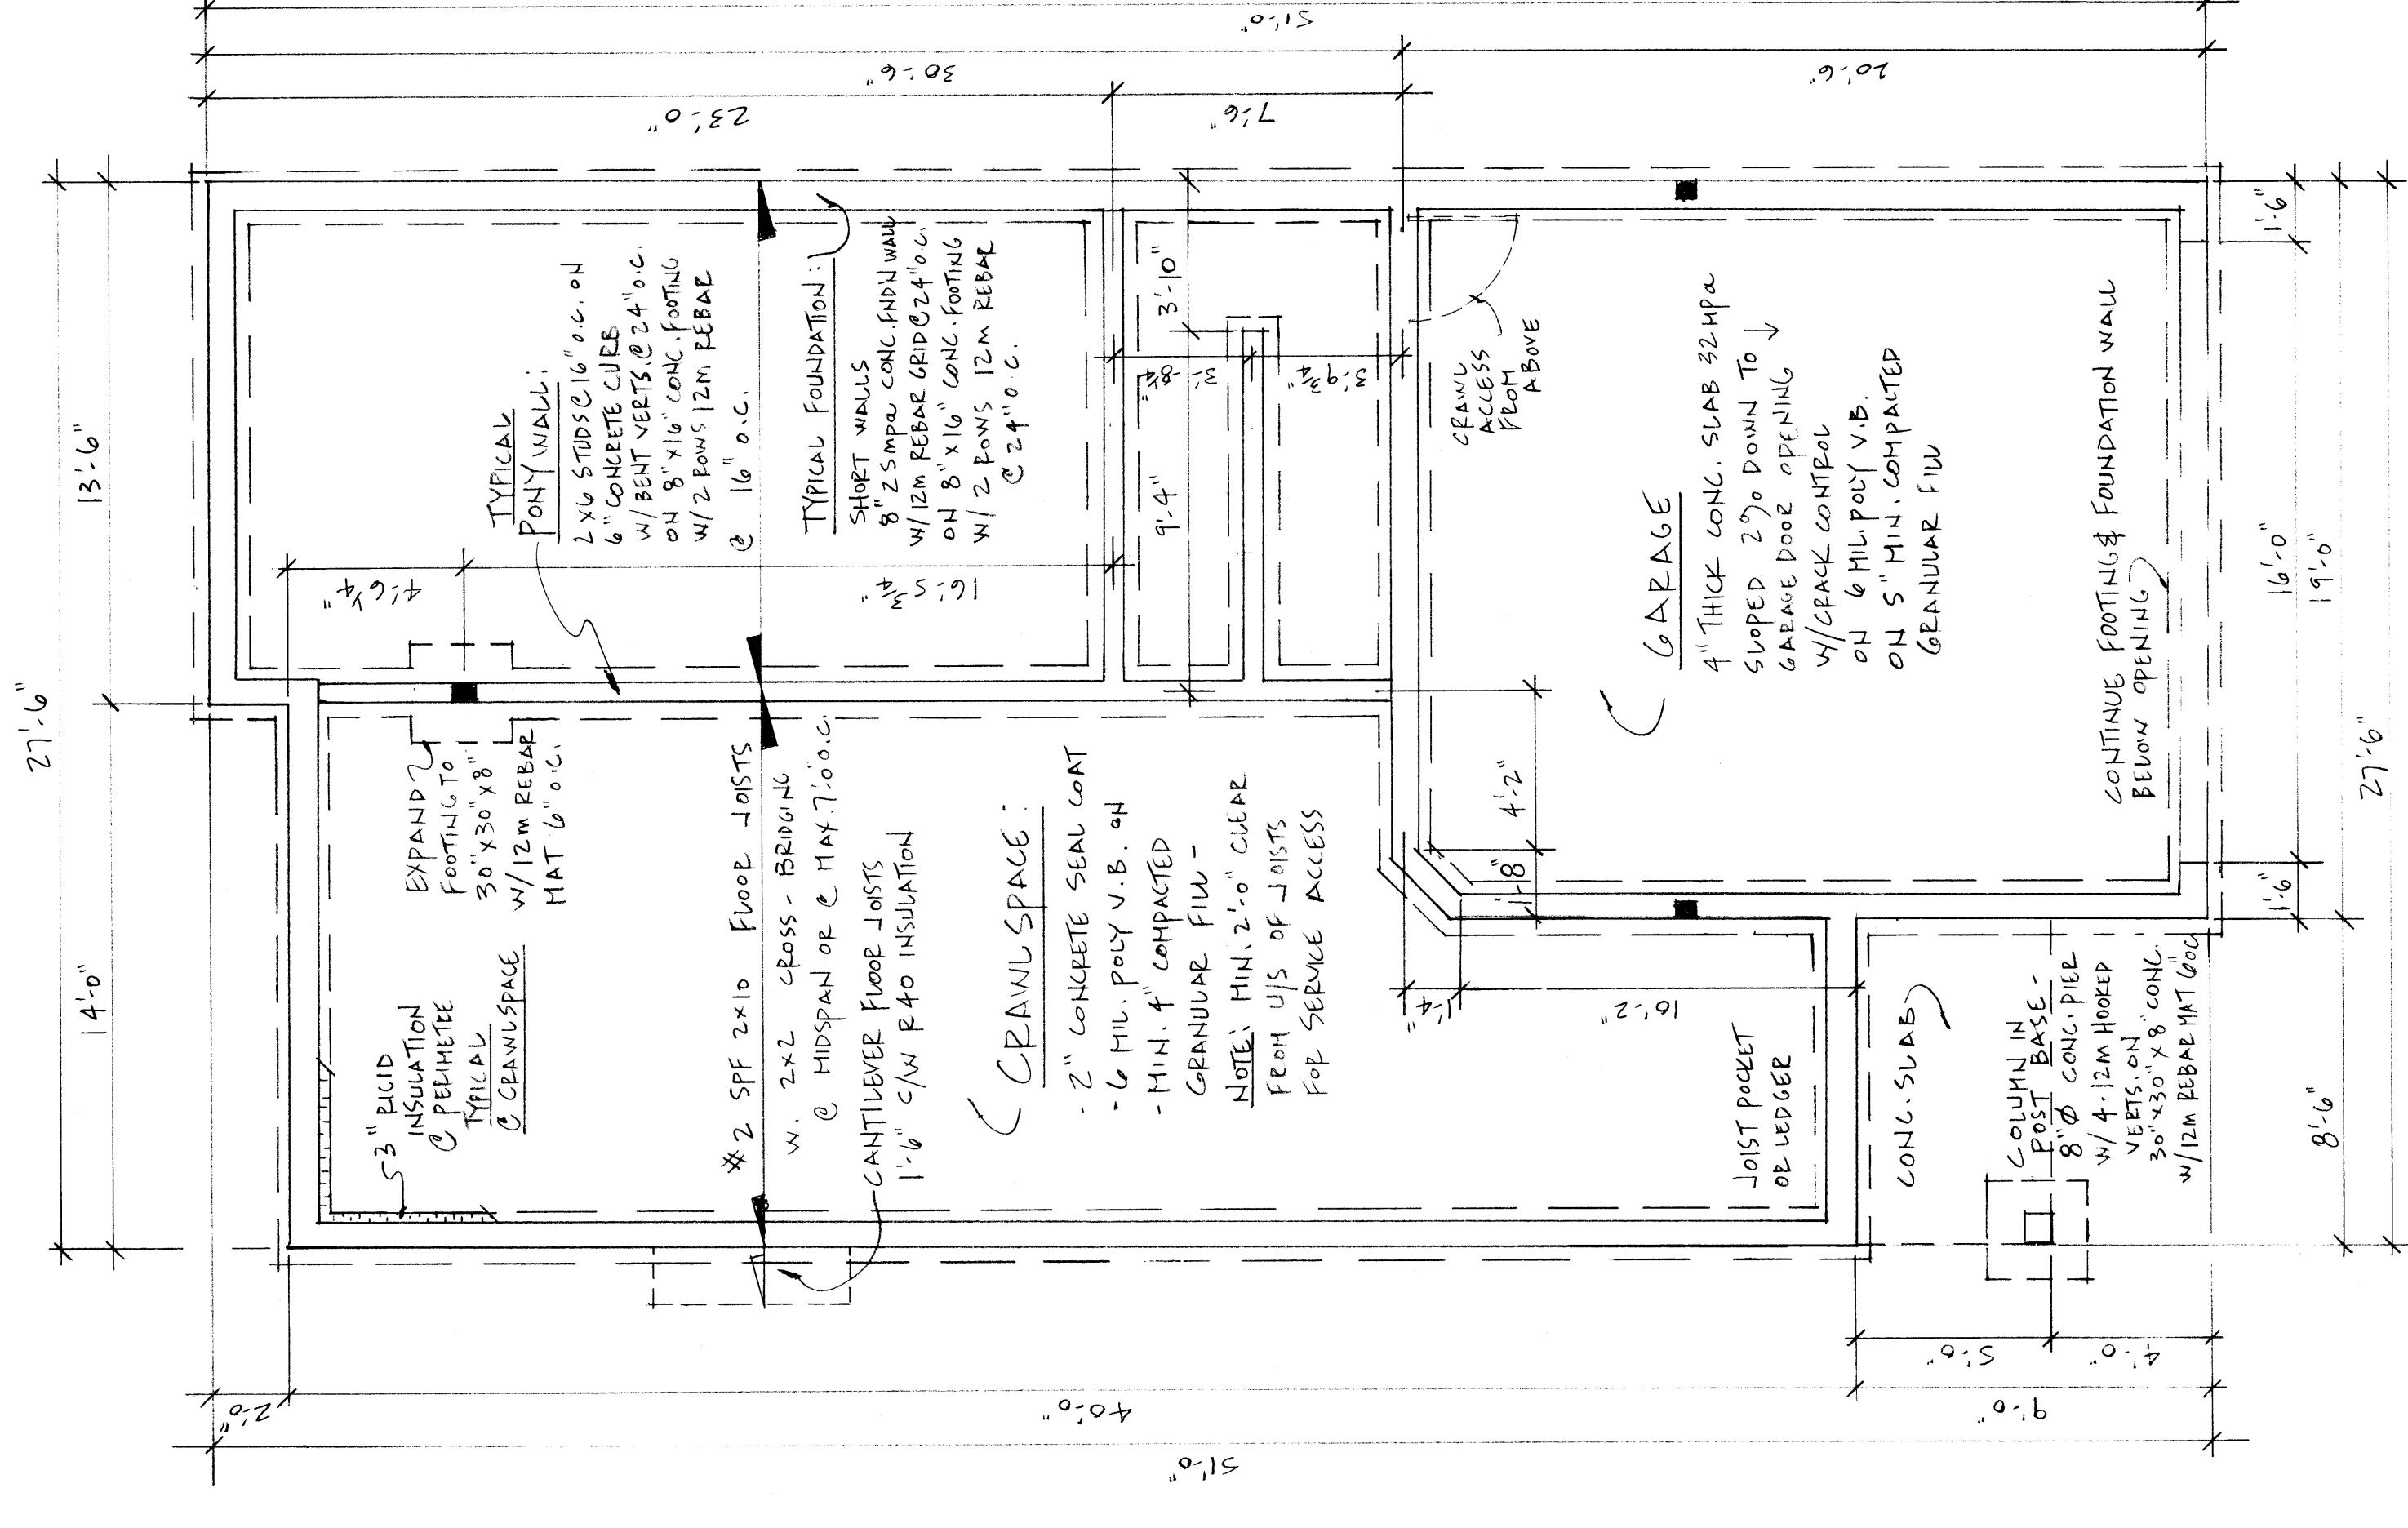 27'-6"
14'-0"
13'-6"
3" RIGID
INSULATION
@ PERIMETER
TYPICAL
@ CRAWLSPACE
EXPAND
FOOTING TO
30"x30"x8"
W/12M REBAR
MAT 6" O.C.
4'-6 1/4"
16'-5 3/4"
TYPICAL
PONY WALL:
2x6 STUDS @ 16" O.C. ON
6" CONCRETE CURB
W/BENT VERTS. @ 24" O.C.
ON 8"x16" CONC. FOOTING
W/2 ROWS 12M REBAR
@ 16" O.C.
#2 SPF 2x10 FLOOR JOISTS
W. 2x2 CROSS-BRIDGING
@ MIDSPAN OR @ MAX. 7'-0" O.C.
CANTILEVER FLOOR JOISTS
1'-6" C/W R40 INSULATION
TYPICAL FOUNDATION:
SHORT WALLS
8" 25mpa CONC. FND'N WALL
W/12M REBAR GRID @ 24" O.C.
ON 8"x16" CONC. FOOTING
W/ 2 ROWS 12M REBAR
@ 24" O.C.
CRAWLSPACE:
- 2" CONCRETE SEAL COAT
- 6 MIL. POLY V.B. ON
- MIN. 4" COMPACTED
GRANULAR FILL -
NOTE: MIN. 2'-0" CLEAR
FROM U/S OF JOISTS
FOR SERVICE ACCESS
9'-4"
3'-10"
3'-8 1/4"
3'-9 3/4"
CRAWL
ACCESS
FROM
ABOVE
1'-8"
4'-2"
1'-4"
10'-2"
GARAGE
4" THICK CONC. SLAB 32MPa
SLOPED 2% DOWN TO
GARAGE DOOR OPENING
W/CRACK CONTROL
ON 6 MIL POLY V.B.
ON 5" MIN. COMPACTED
GRANULAR FILL
JOIST POCKET
OR LEDGER
CONC. SLAB
COLUMN IN
POST BASE -
8"Ø CONC. PIER
W/ 4-12M HOOKED
VERTS. ON
30"x30"x8" CONC.
W/12M REBAR MAT 6"OC
CONTINUE FOOTING & FOUNDATION WALL
BELOW OPENING
1'-6"
16'-0"
1'-6"
8'-6"
19'-0"
27'-6"
23'-0"
7'-6"
30'-6"
20'-6"
51'-0"
5'-0"
4'-0"
2'-0"
40'-0"
9'-0"
51'-0"